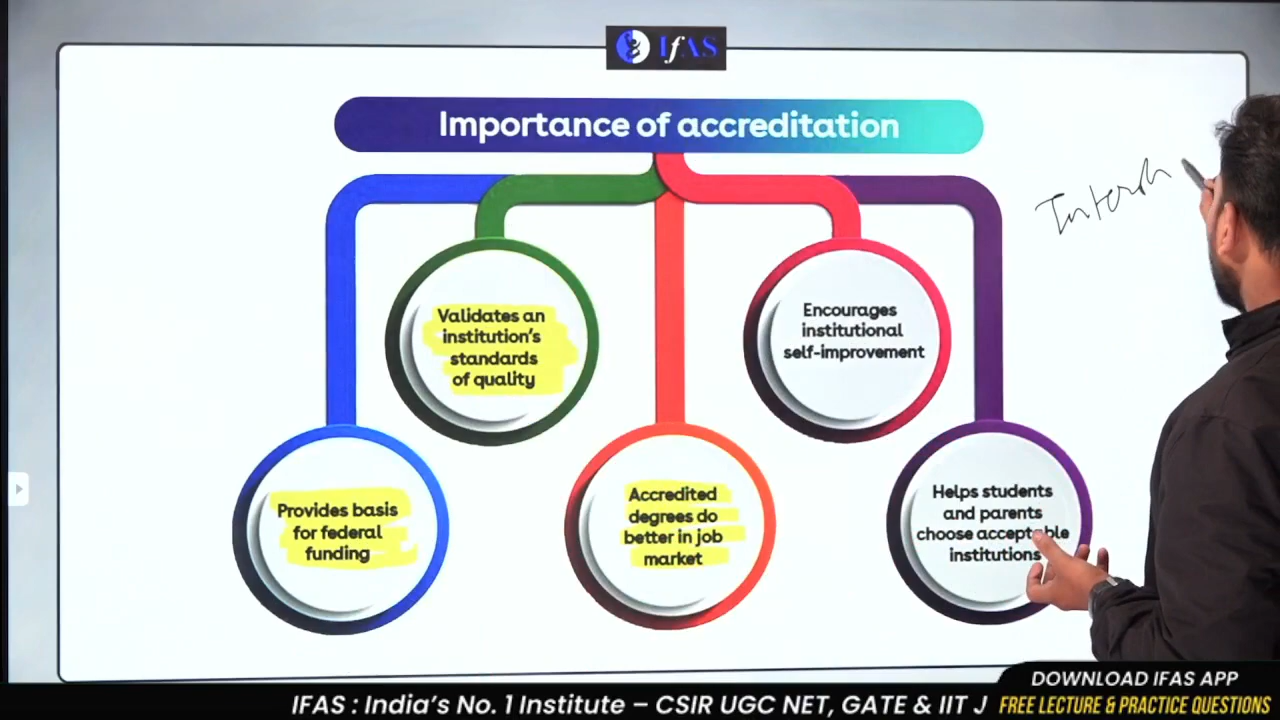 IfAS
Importance of accreditation
Validates an
institution's
standards
of quality
Encourages
institutional
self-improvement
Provides basis
for federal
funding
Accredited
degrees do
better in job
market
Helps students
and parents
choose acceptable
institutions
DOWNLOAD IFAS APP
IFAS : India's No. 1 Institute – CSIR UGC NET, GATE & IIT J
FREE LECTURE & PRACTICE QUESTIONS